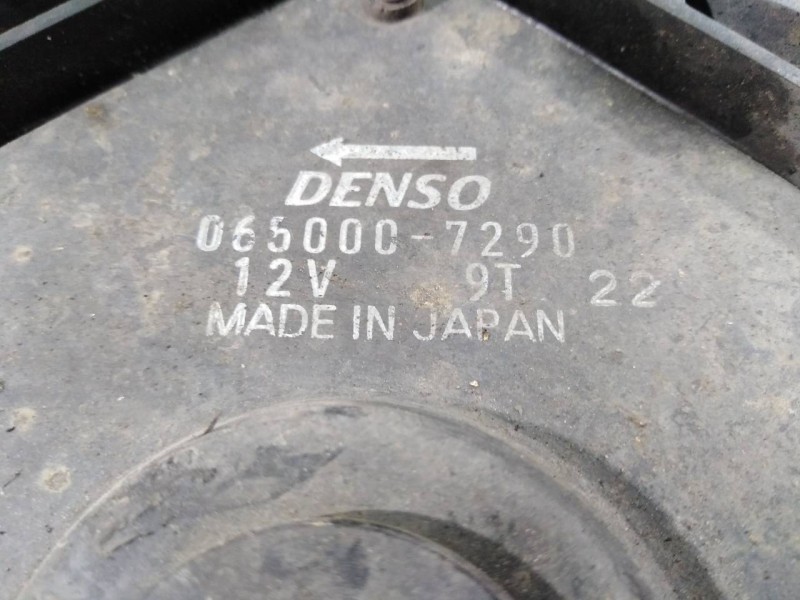 DENSO
065000-7290
12V 9T 22
MADE IN JAPAN